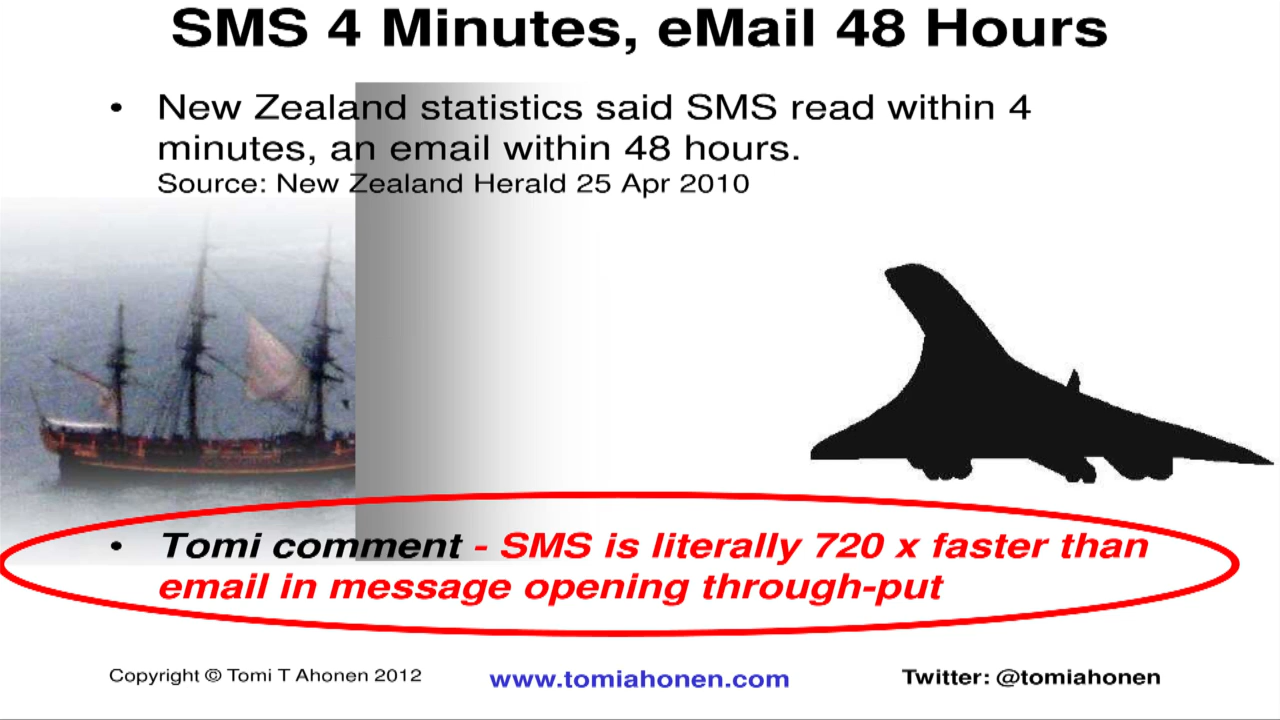 SMS 4 Minutes, eMail 48 Hours
• New Zealand statistics said SMS read within 4
minutes, an email within 48 hours.
Source: New Zealand Herald 25 Apr 2010
• Tomi comment - SMS is literally 720 x faster than
email in message opening through-put
Copyright © Tomi T Ahonen 2012
www.tomiahonen.com
Twitter: @tomiahonen